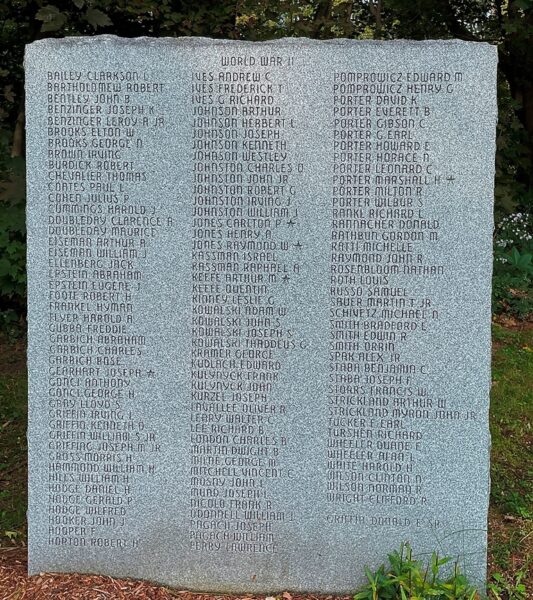 WORLD WAR II
BAILEY CLARKSON L
BARTHOLOMEW ROBERT
BENTLEY JOHN B
BENZINGER JOSEPH K
BENZINGER LEROY A JR
BROOKS ELTON W
BROOKS GEORGE N
BROWN IRVING
BURDICK ROBERT
CHEVALIER THOMAS
COATES PAUL L
COHEN JULIUS P
CUMMINGS HAROLD J
DOUBLEDAY CLARENCE A
DOUBLEDAY MAURICE
EISEMAN ARTHUR A
EISEMAN WILLIAM J
ELLENBERG JACK
EPSTEIN ABRAHAM
EPSTEIN EUGENE J
FOOTE ROBERT H
FRANKEL HYMAN
FLYER HAROLD A
GUBBA FREDDIE
GARBICH ABRAHAM
GARBICH CHARLES
GARBICH ROSE
GEARHART JOSEPH ★
GONCI ANTHONY
GONCI GEORGE H
GRAY LLOYD S
GRIFFIN IRVING L
GRIFFIN KENNETH D
GRIFFIN WILLIAM S JR
GRIFFING JOSEPH M JR
GROSS MORRIS H
HAMMOND WILLIAM H
HILLS WILLIAM H
HODGE DANIEL A
HODGE GERALD P
HODGE WILFRED
HOOKER JOHN J
HOOPER F
HORTON ROBERT H
IVES ANDREW C
IVES FREDERICK T
IVES G RICHARD
JOHNSON ARTHUR
JOHNSON HERBERT L
JOHNSON JOSEPH
JOHNSON KENNETH
JOHNSON WESTLEY
JOHNSTON CHARLES O
JOHNSTON JOHN JR
JOHNSTON ROBERT G
JOHNSTON IRVING J
JOHNSTON WILLIAM J
JONES CARLTON P ★
JONES HENRY A
JONES RAYMOND W ★
KASSMAN ISRAEL
KASSMAN RAPHAEL A
KEEFE ARTHUR M ★
KEEFE QUENTIN
KIDNEY LESLIE G
KOWALSKI ADAM W
KOWALSKI JOHN S
KOWALSKI JOSEPH S
KOWALSKI THADDEUS G
KRAMER GEORGE
KUDLACH EDWARD
KULYNYCH FRANK
KULYNYCH JOHN
KURZEL JOSEPH
LAVALLEE OLIVER R
LEARY WALTER C
LEE RICHARD B
LONDON CHARLES B
MARTIN DWIGHT B
MILNE GEORGE M
MITCHELL VINCENT C
MOSNY JOHN J
MUND JOSEPH L
NICOLO FRANK R
ODONNELL WILLIAM J
PAGACH JOSEPH
PAGACH WILLIAM
PERRY LAWRENCE
POMPROWICZ EDWARD M
POMPROWICZ HENRY G
PORTER DAVID K
PORTER EVERETT B
PORTER GIBSON C
PORTER G EARL
PORTER HOWARD E
PORTER HORACE N
PORTER LEONARD C
PORTER MARSHALL H ★
PORTER MILTON R
PORTER WILBUR S
RANKL RICHARD L
RANNACHER DONALD
RATHBUN GORDON M
RATTI MICHELLE
RAYMOND JOHN R
ROSENBLOOM NATHAN
ROTH LOUIS
RUSSO SAMUEL
SAUER MARTIN T JR
SCHIVETZ MICHAEL N
SMITH BRADFORD E
SMITH EDWIN R
SMITH ORRIN
SPAK ALEX JR
STABA BENJAMIN C
STABA JOSEPH F
STORRS FRANCIS W
STRICKLAND ARTHUR W
STRICKLAND MYRON JOHN JR
TUCKER F EARL
TURSHEN RICHARD
WHEELER DUANE E
WHEELER ALAN J
WHITE HAROLD H
WILSON CLINTON A
WILSON NORMAN R
WRIGHT CLIFFORD R
GRIFFIN DONALD E SR